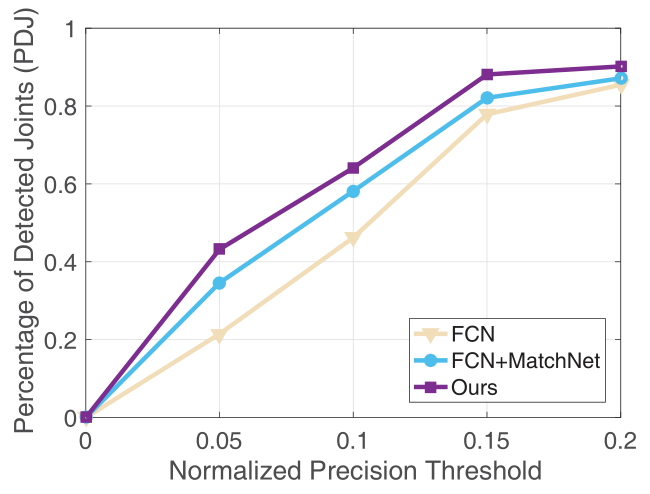 Percentage of Detected Joints (PDJ)
1
0.8
0.6
0.4
0.2
0
0 0.05 0.1 0.15 0.2
Normalized Precision Threshold
FCN
FCN+MatchNet
Ours